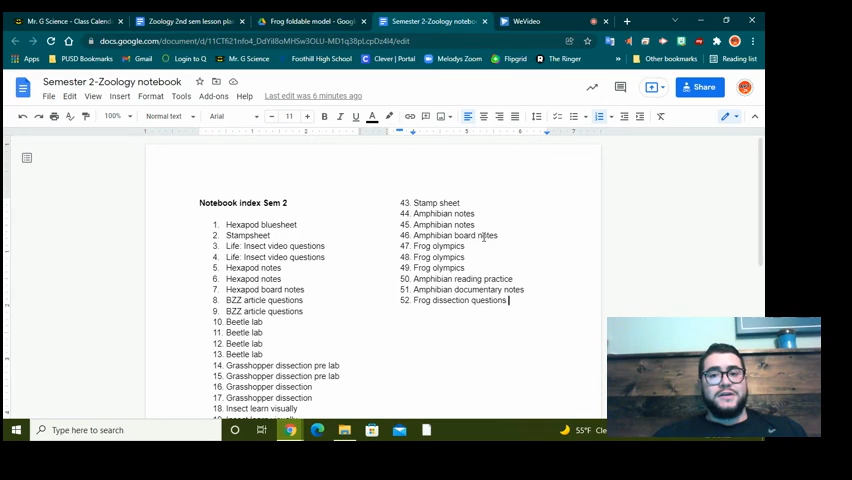 Mr. G Science - Class Calenda
Zoology 2nd sem lesson pla
Frog foldable model - Goog
Semester 2-Zoology notebo
WeVideo
docs.google.com/document/d/
Apps
PUSD Bookmarks
Gmail
Login to Q
Mr. G Science
Foothill High School
Clever | Portal
Melodys Zoom
Flipgrid
The Ringer
Other bookmarks
Reading list
Semester 2-Zoology notebook
Share
File Edit View Insert Format Tools Add-ons Help Last edit was 6 minutes ago
100% Normal text Arial 11
Notebook index Sem 2
1. Hexapod bluesheet
2. Stampsheet
3. Life: Insect video questions
4. Life: Insect video questions
5. Hexapod notes
6. Hexapod notes
7. Hexapod board notes
8. BZZ article questions
9. BZZ article questions
10. Beetle lab
11. Beetle lab
12. Beetle lab
13. Beetle lab
14. Grasshopper dissection pre lab
15. Grasshopper dissection pre lab
16. Grasshopper dissection
17. Grasshopper dissection
18. Insect learn visually
43. Stamp sheet
44. Amphibian notes
45. Amphibian notes
46. Amphibian board notes
47. Frog olympics
48. Frog olympics
49. Frog olympics
50. Amphibian reading practice
51. Amphibian documentary notes
52. Frog dissection questions
Type here to search
55°F Cle